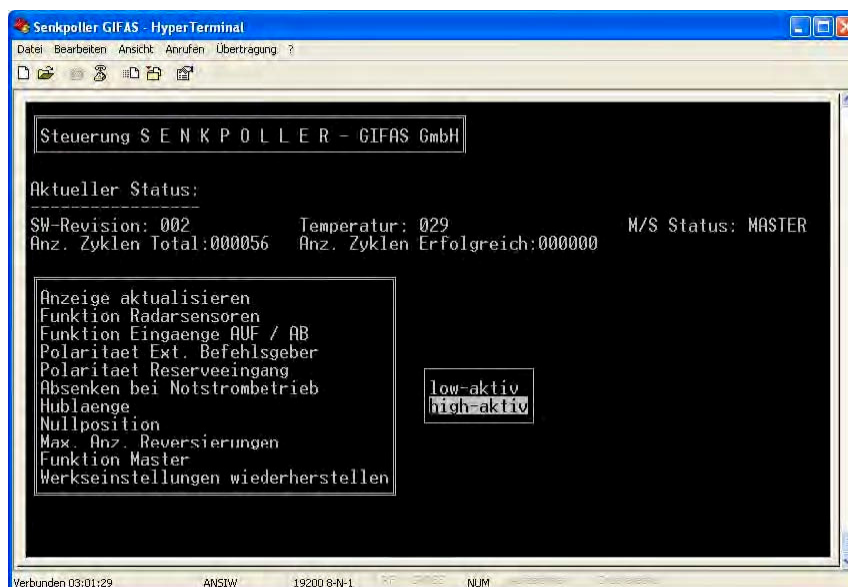 Senkpoller GIFAS - HyperTerminal
Datei Bearbeiten Ansicht Anrufen Übertragung ?
Steuerung S E N K P O L L E R - GIFAS GmbH
Aktueller Status:
SW-Revision: 002 Temperatur: 029 M/S Status: MASTER
Anz. Zyklen Total:000056 Anz. Zyklen Erfolgreich:000000
Anzeige aktualisieren
Funktion Radarsensoren
Funktion Eingaenge AUF / AB
Polaritaet Ext. Befehlsgeber
Polaritaet Reserveeingang
Absenken bei Notstrombetrieb
Hublaenge
Nullposition
Max. Anz. Reversierungen
Funktion Master
Werkseinstellungen wiederherstellen
low-aktiv
high-aktiv
Verbunden 03:01:29 ANSIW 19200 8-N-1 NUM